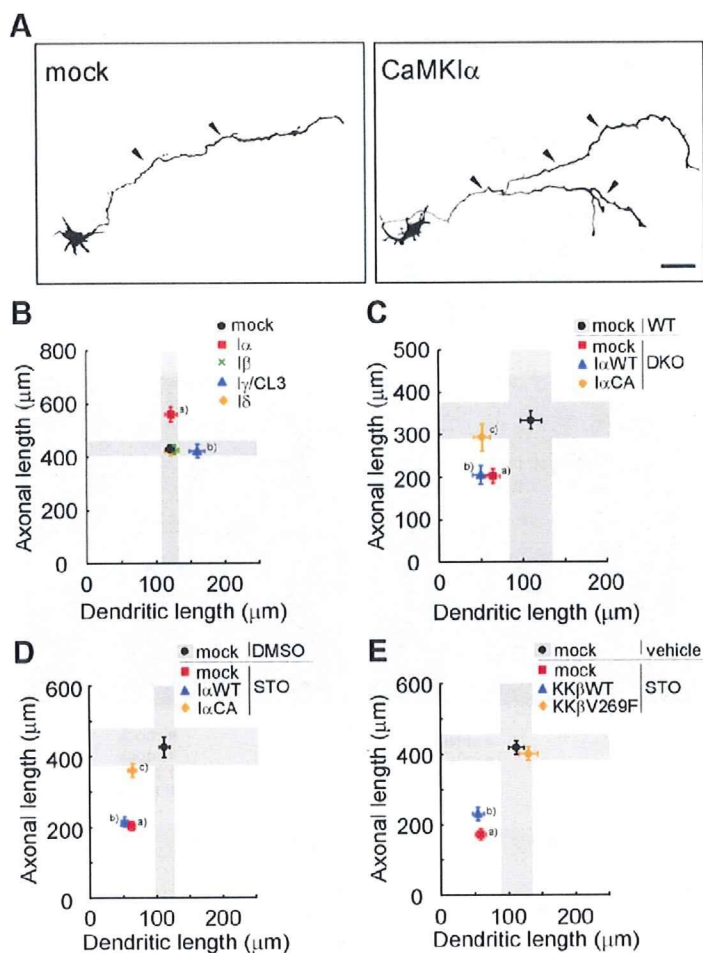 A
mock
CaMKIα
B
mock
Iα
Iβ
Iγ/CL3
Iδ
Axonal length (μm)
800
600
400
200
0
a)
b)
0 100 200
Dendritic length (μm)
C
mock WT
mock
IαWT DKO
IαCA
Axonal length (μm)
500
400
300
200
100
0
c)
b)
a)
0 100 200
Dendritic length (μm)
D
mock DMSO
mock
IαWT STO
IαCA
Axonal length (μm)
600
400
200
0
c)
b)
a)
0 100 200
Dendritic length (μm)
E
mock vehicle
mock
KKβWT STO
KKβV269F
Axonal length (μm)
600
400
200
0
b)
a)
0 100 200
Dendritic length (μm)